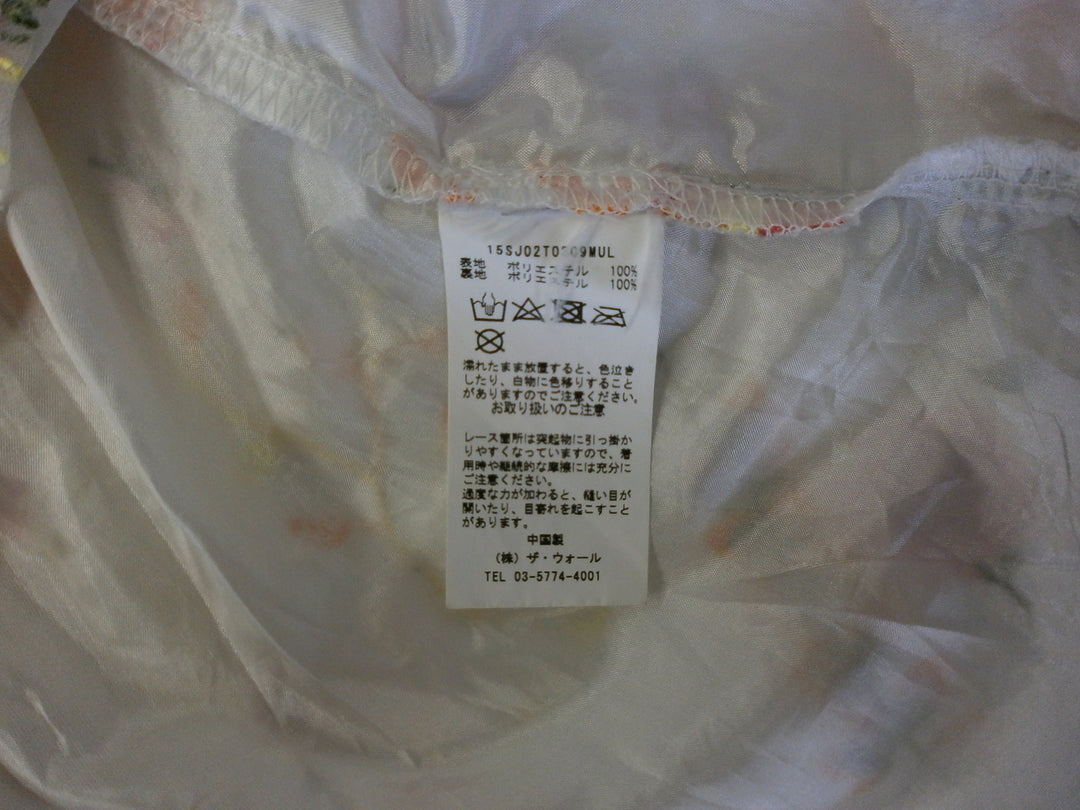 表地 ポリエステル 100%
裏地 ポリエステル 100%
濡れたまま放置すると、色泣き
したり、白物に色移りすること
がありますのでご注意ください。
お取り扱いのご注意
レース箇所は突起物に引っ掛か
りやすくなっていますので、着
用時や継続的な摩擦には充分に
ご注意ください。
過度な力が加わると、縫い目が
開いたり、目寄れを起こすこと
があります。
中国製
(株) ザ・ウォール
TEL 03-5774-4001